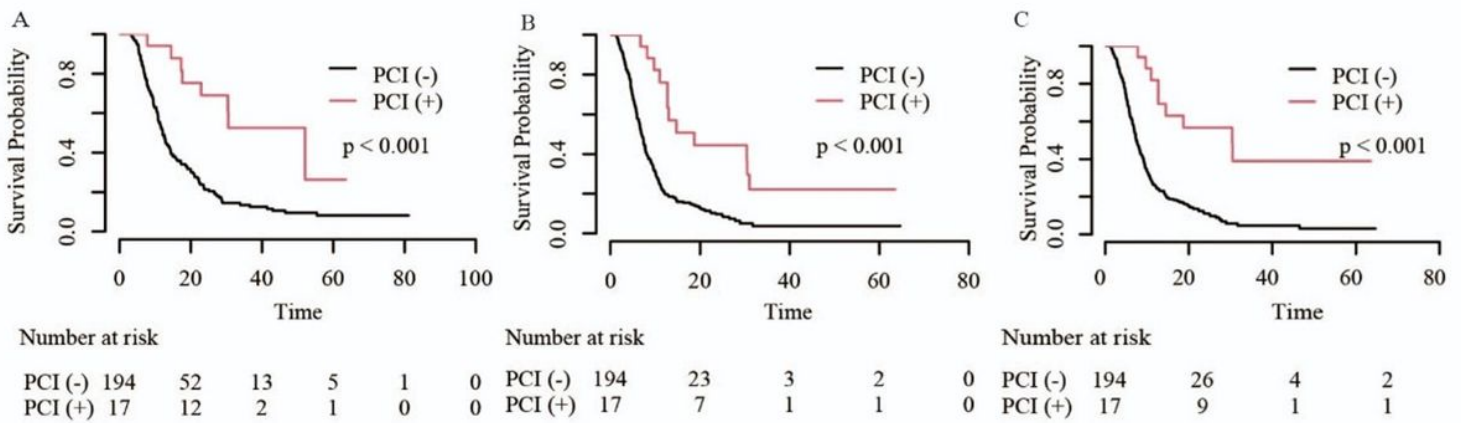 A
Survival Probability
0.0 0.4 0.8
PCI (-)
PCI (+)
p < 0.001
0 20 40 60 80 100
Time
Number at risk
PCI (-) 194 52 13 5 1 0
PCI (+) 17 12 2 1 0 0
B
Survival Probability
0.0 0.4 0.8
PCI (-)
PCI (+)
p < 0.001
0 20 40 60 80
Time
Number at risk
PCI (-) 194 23 3 2 0
PCI (+) 17 7 1 1 0
C
Survival Probability
0.0 0.4 0.8
PCI (-)
PCI (+)
p < 0.001
0 20 40 60 80
Time
Number at risk
PCI (-) 194 26 4 2
PCI (+) 17 9 1 1